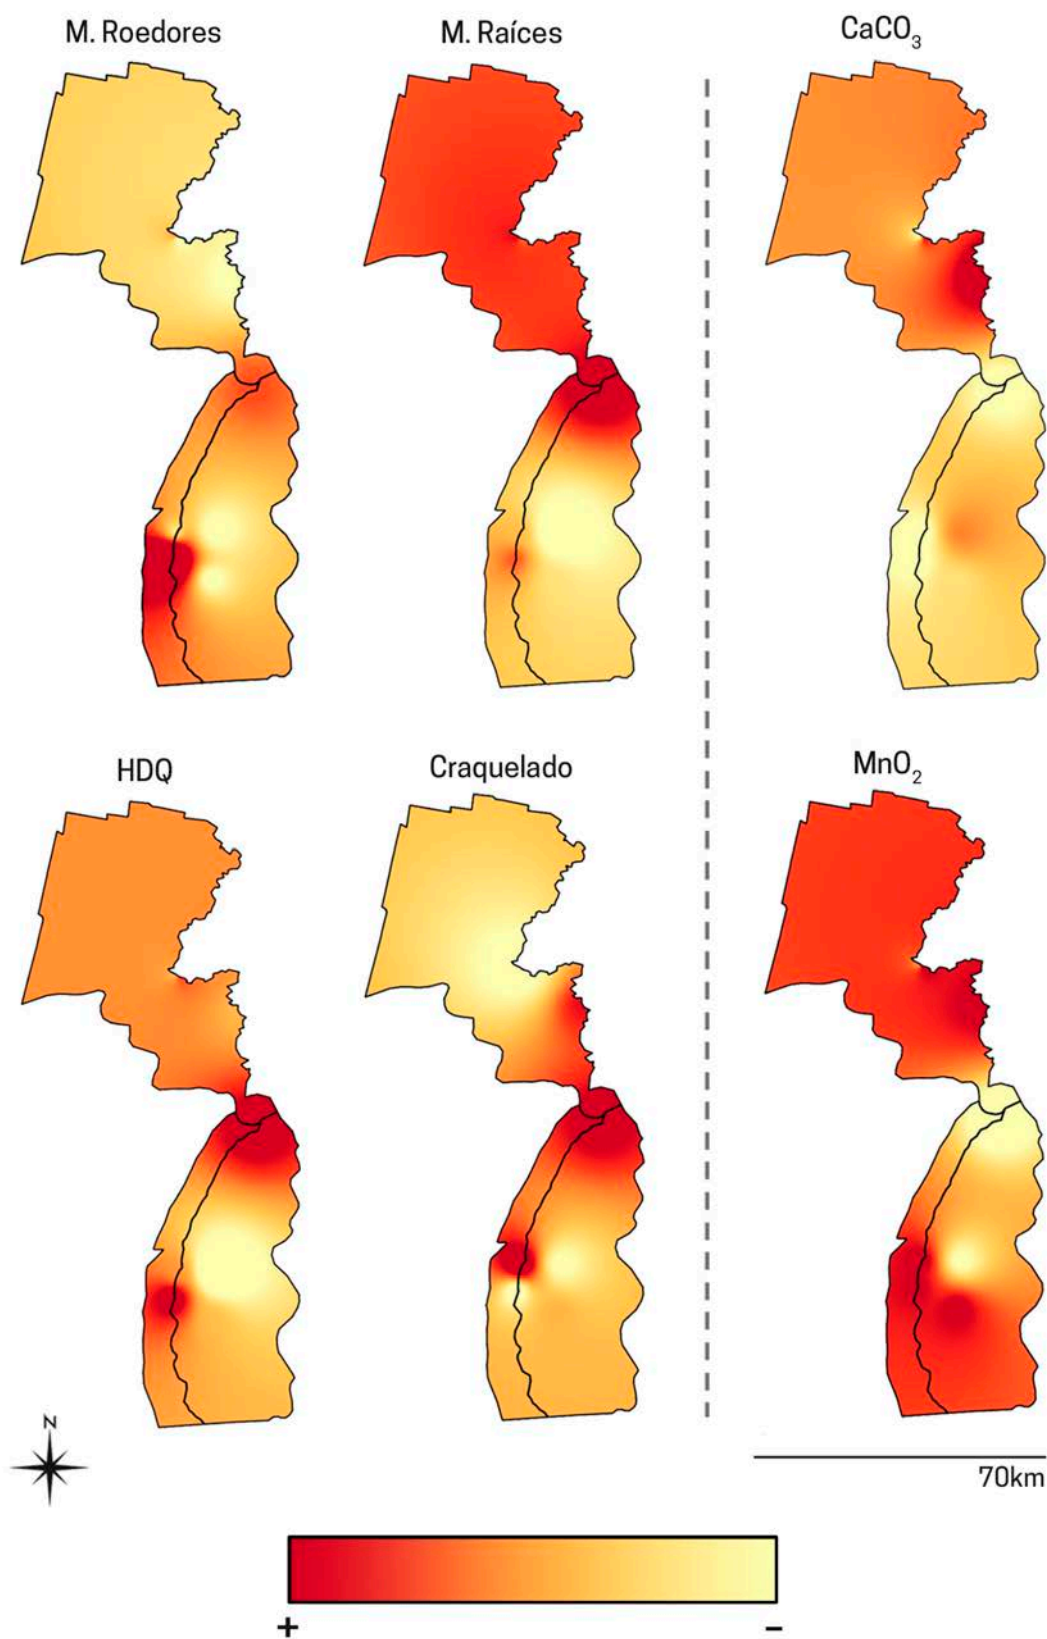 M. Roedores
M. Raíces
CaCO₃
HDQ
Craquelado
MnO₂
N
70km
+
−